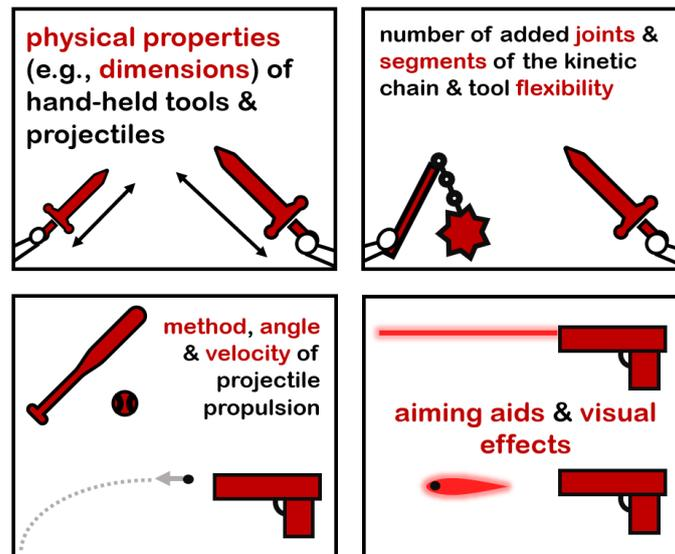 physical properties
(e.g., dimensions) of
hand-held tools &
projectiles
number of added joints &
segments of the kinetic
chain & tool flexibility
method, angle
& velocity of
projectile
propulsion
aiming aids & visual
effects